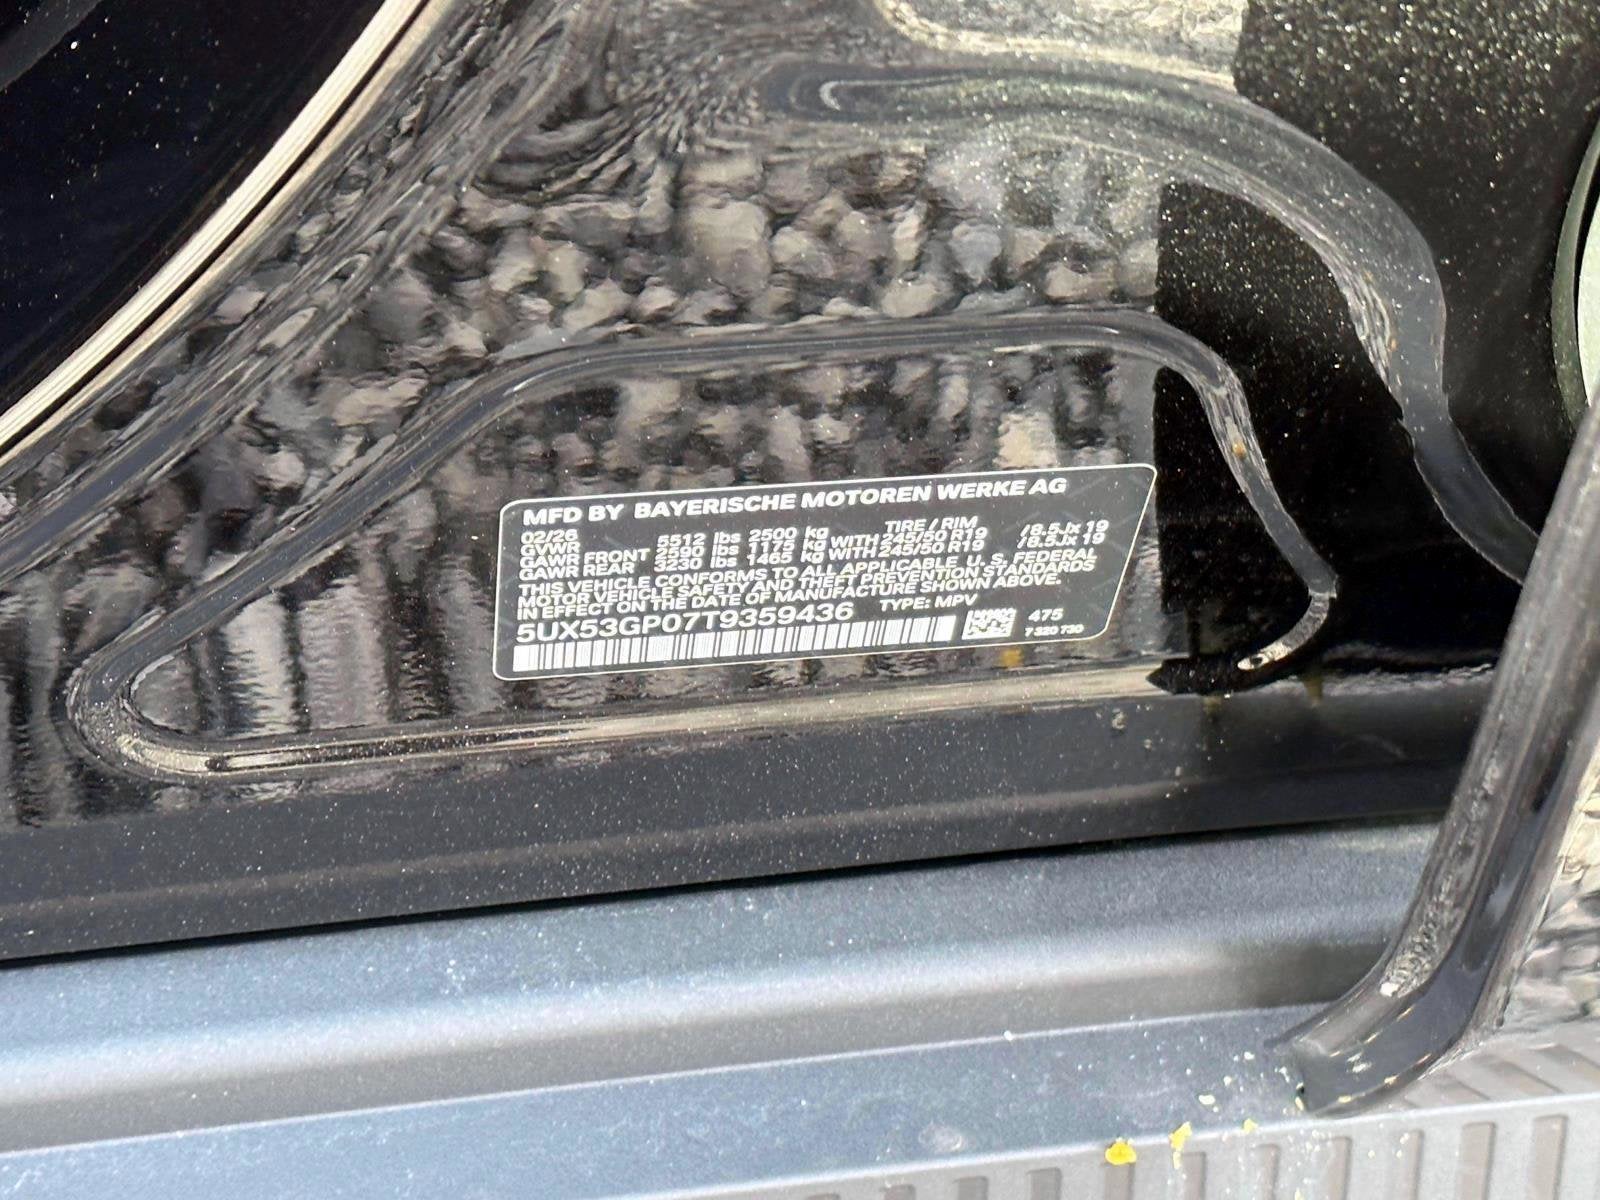 MFD BY BAYERISCHE MOTOREN WERKE AG
02/26 TIRE / RIM
GVWR 5512 lbs 2500 kg
GAWR FRONT 2590 lbs 1175 kg WITH 245/50 R19 /8.5Jx 19
GAWR REAR 3230 lbs 1465 kg WITH 245/50 R19 /8.5Jx 19
THIS VEHICLE CONFORMS TO ALL APPLICABLE U.S. FEDERAL
MOTOR VEHICLE SAFETY AND THEFT PREVENTION STANDARDS
IN EFFECT ON THE DATE OF MANUFACTURE SHOWN ABOVE.
5UX53GP07T9359436 TYPE: MPV
475
7 320 730